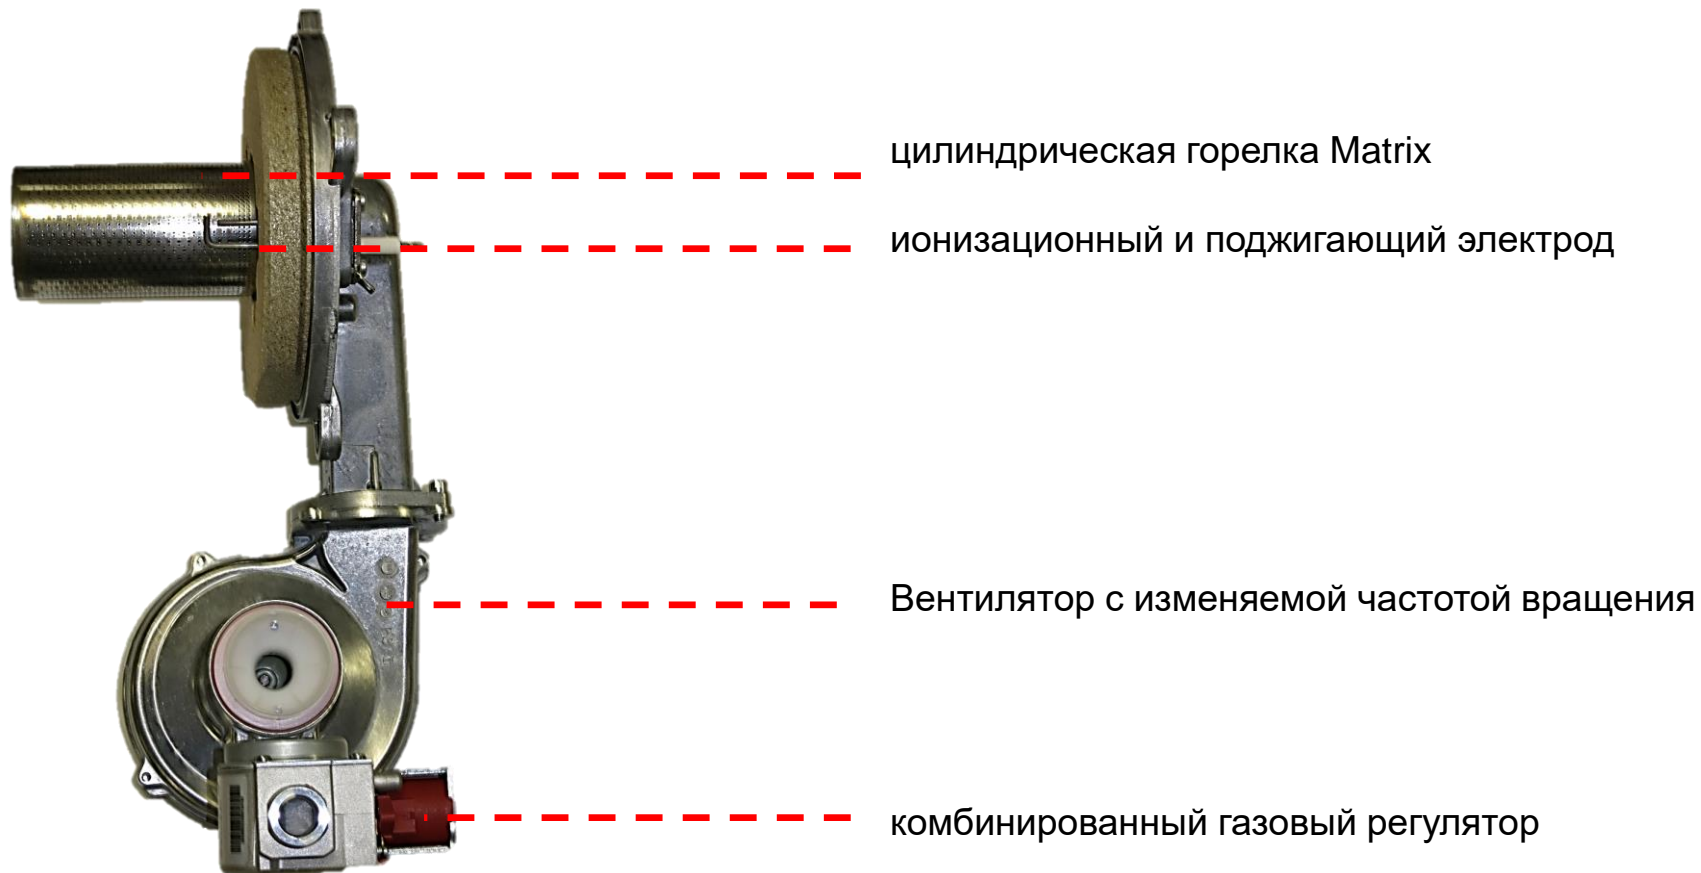 цилиндрическая горелка Matrix
ионизационный и поджигающий электрод
Вентилятор с изменяемой частотой вращения
комбинированный газовый регулятор